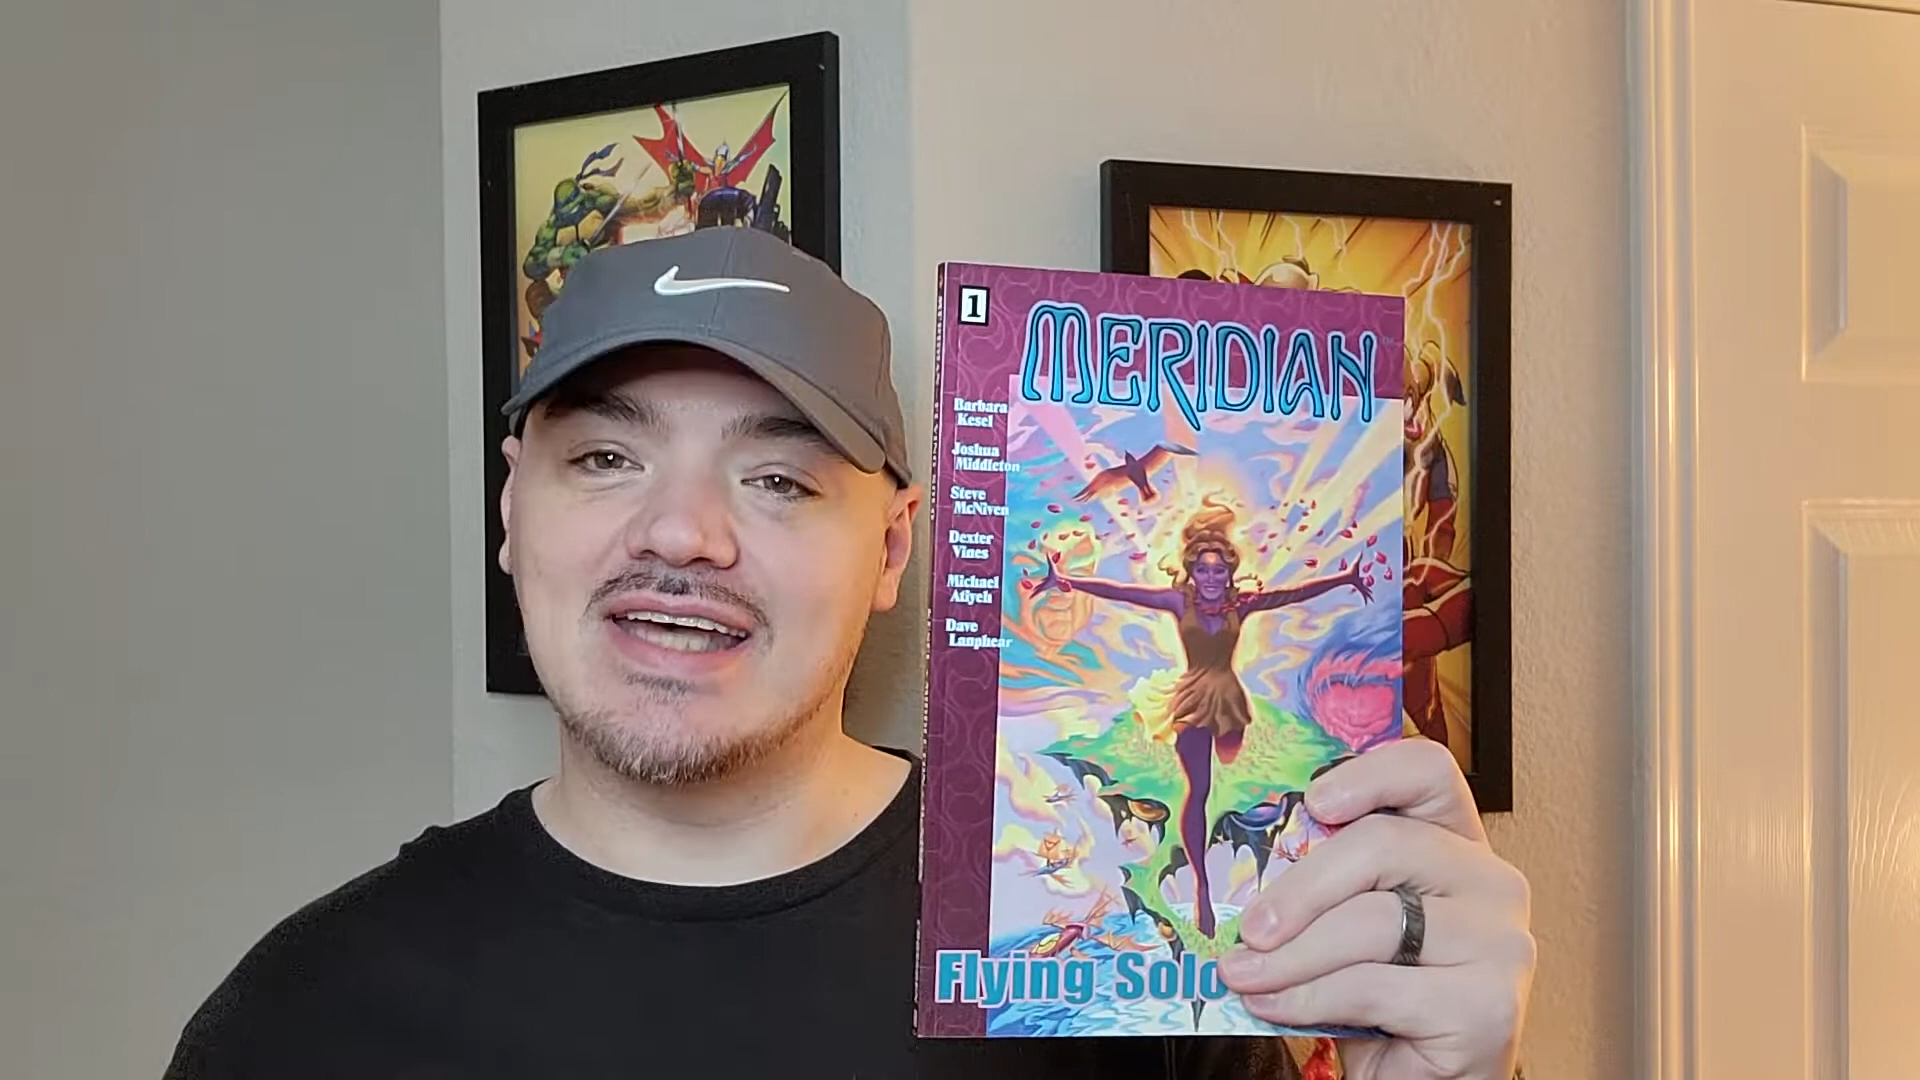 1
MERIDIAN
Barbara
Kesel
Joshua
Middleton
Steve
McNiven
Dexter
Vines
Michael
Atiyeh
Dave
Lanphear
Flying Solo